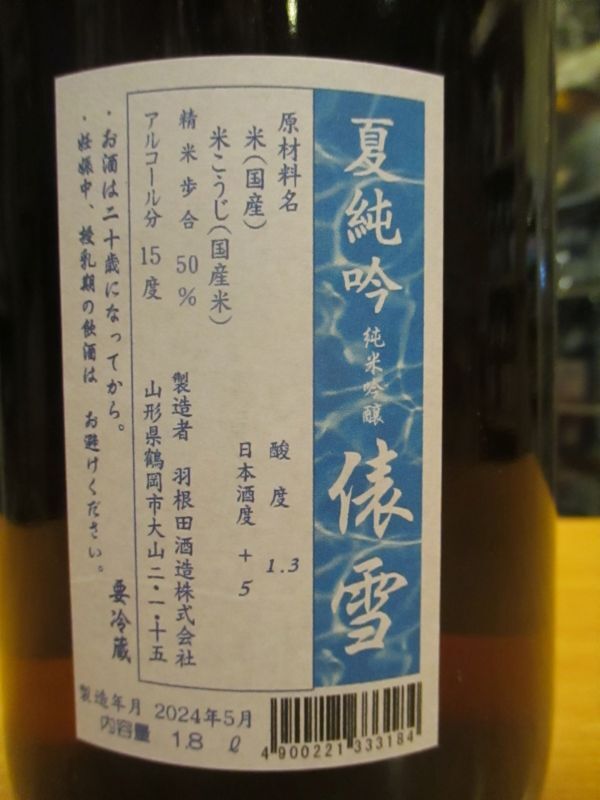 夏純吟 純米吟醸 俵雪
原材料名
米(国産)
米こうじ(国産米)
精米歩合 50%
アルコール分 15度
酸度 1.3
日本酒度 +5
製造者 羽根田酒造株式会社
山形県鶴岡市大山二・一・十五
・お酒は二十歳になってから。
・妊娠中、授乳期の飲酒は お避けください。
要冷蔵
製造年月 2024年5月
内容量 1.8ℓ
4 900221 333184